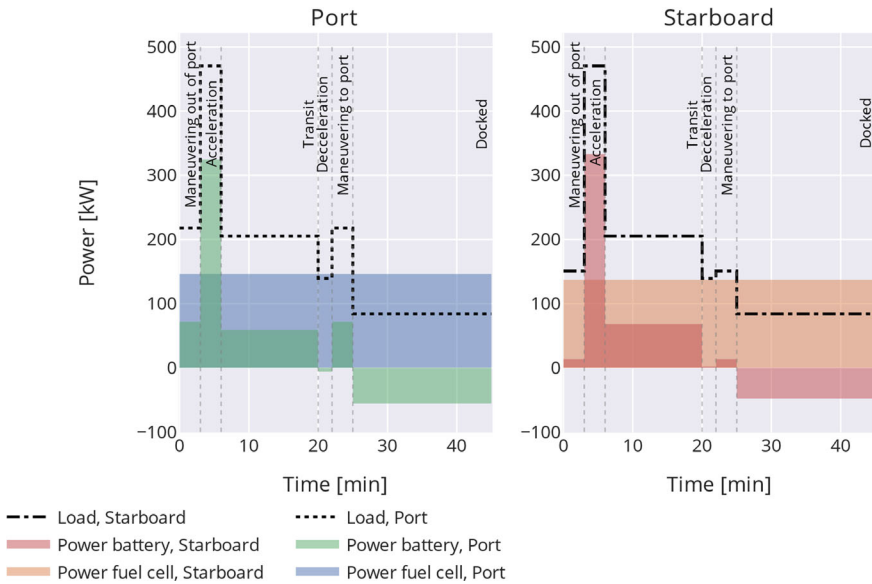 Port
Starboard
Power [kW]
500
400
300
200
100
0
−100
0
10
20
30
40
Time [min]
Maneuvering out of port
Acceleration
Transit
Decceleration
Maneuvering to port
Docked
500
400
300
200
100
0
−100
0
10
20
30
40
Time [min]
Maneuvering out of port
Acceleration
Transit
Decceleration
Maneuvering to port
Docked
Load, Starboard
Load, Port
Power battery, Starboard
Power battery, Port
Power fuel cell, Starboard
Power fuel cell, Port